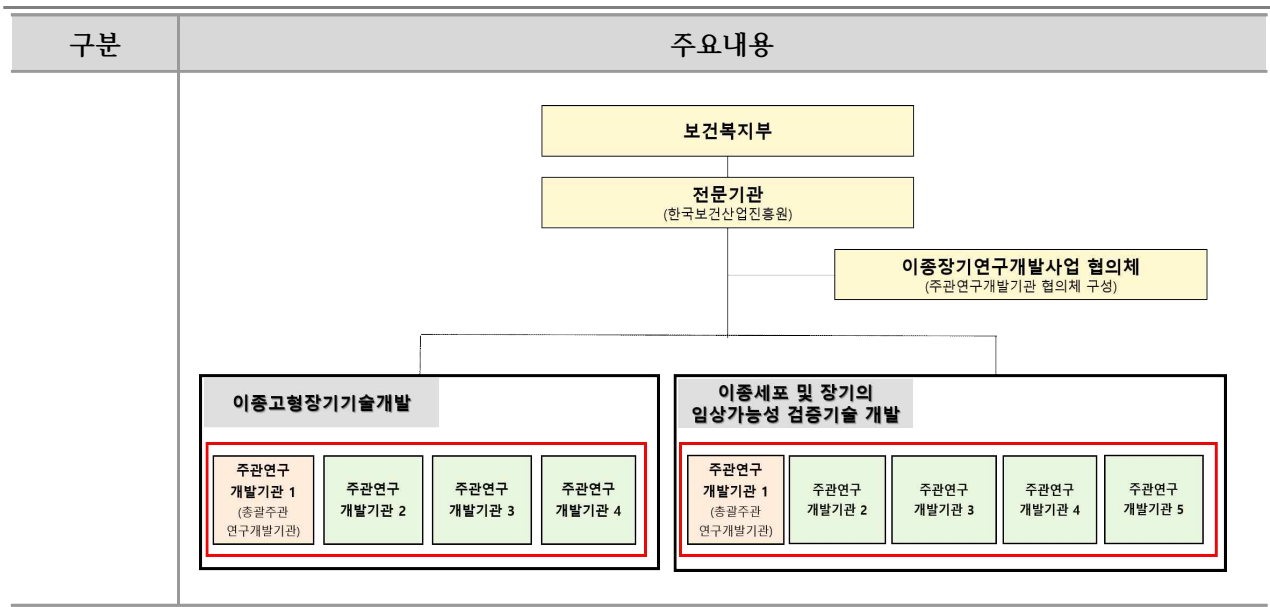 구분
주요내용
보건복지부
전문기관
(한국보건산업진흥원)
이종장기연구개발사업 협의체
(주관연구개발기관 협의체 구성)
이종고형장기기술개발
주관연구
개발기관 1
(총괄주관
연구개발기관)
주관연구
개발기관 2
주관연구
개발기관 3
주관연구
개발기관 4
이종세포 및 장기의
임상가능성 검증기술 개발
주관연구
개발기관 1
(총괄주관
연구개발기관)
주관연구
개발기관 2
주관연구
개발기관 3
주관연구
개발기관 4
주관연구
개발기관 5